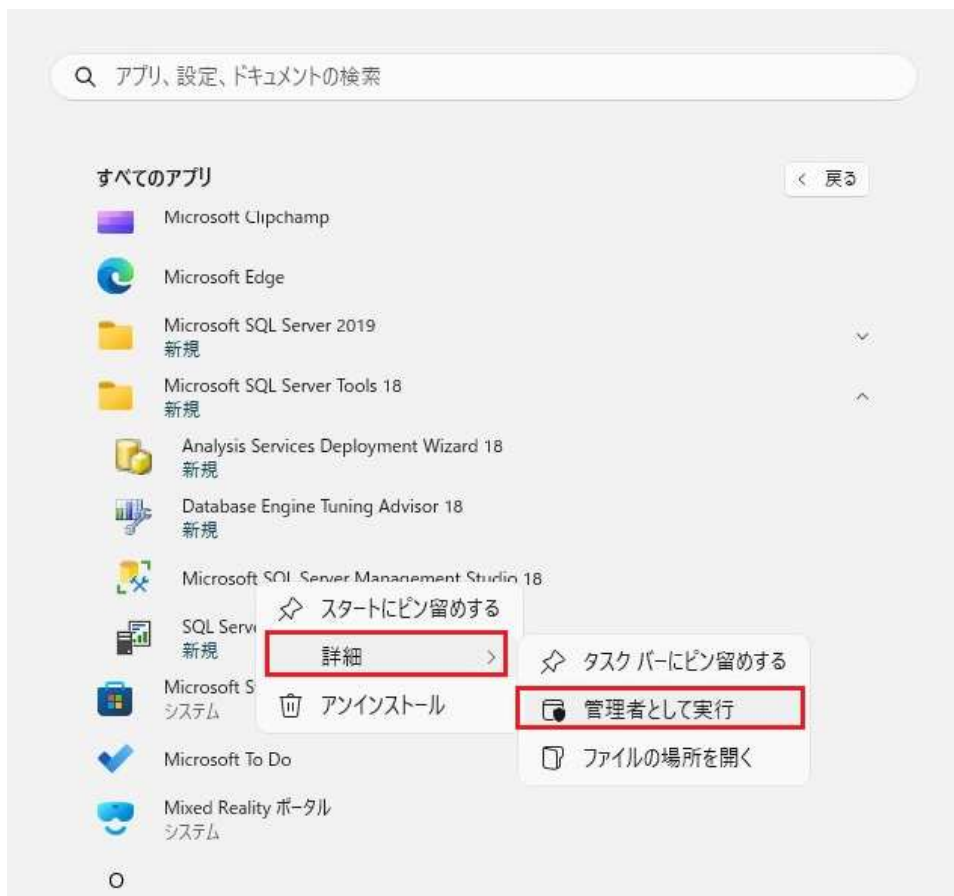 アプリ、設定、ドキュメントの検索
すべてのアプリ
戻る
Microsoft Clipchamp
Microsoft Edge
Microsoft SQL Server 2019
新規
Microsoft SQL Server Tools 18
新規
Analysis Services Deployment Wizard 18
新規
Database Engine Tuning Advisor 18
新規
Microsoft SQL Server Management Studio 18
スタートにピン留めする
SQL Serv
新規
詳細
タスク バーにピン留めする
Microsoft S
システム
アンインストール
管理者として実行
Microsoft To Do
ファイルの場所を開く
Mixed Reality ポータル
システム
O